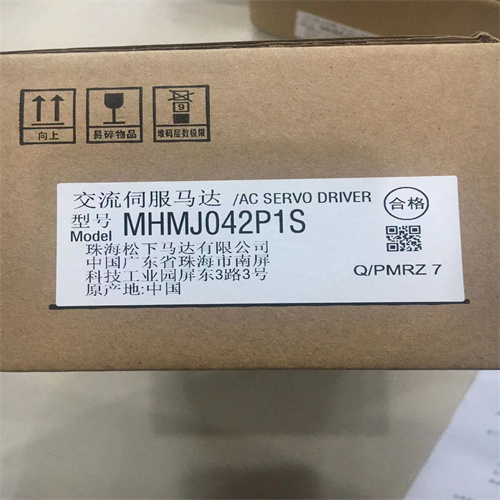 向上
易碎物品
9
堆码层数极限
交流伺服马达 /AC SERVO DRIVER
合格
型号 Model MHMJ042P1S
珠海松下马达有限公司
中国广东省珠海市南屏
科技工业园屏东3路3号
原产地:中国
Q/PMRZ 7